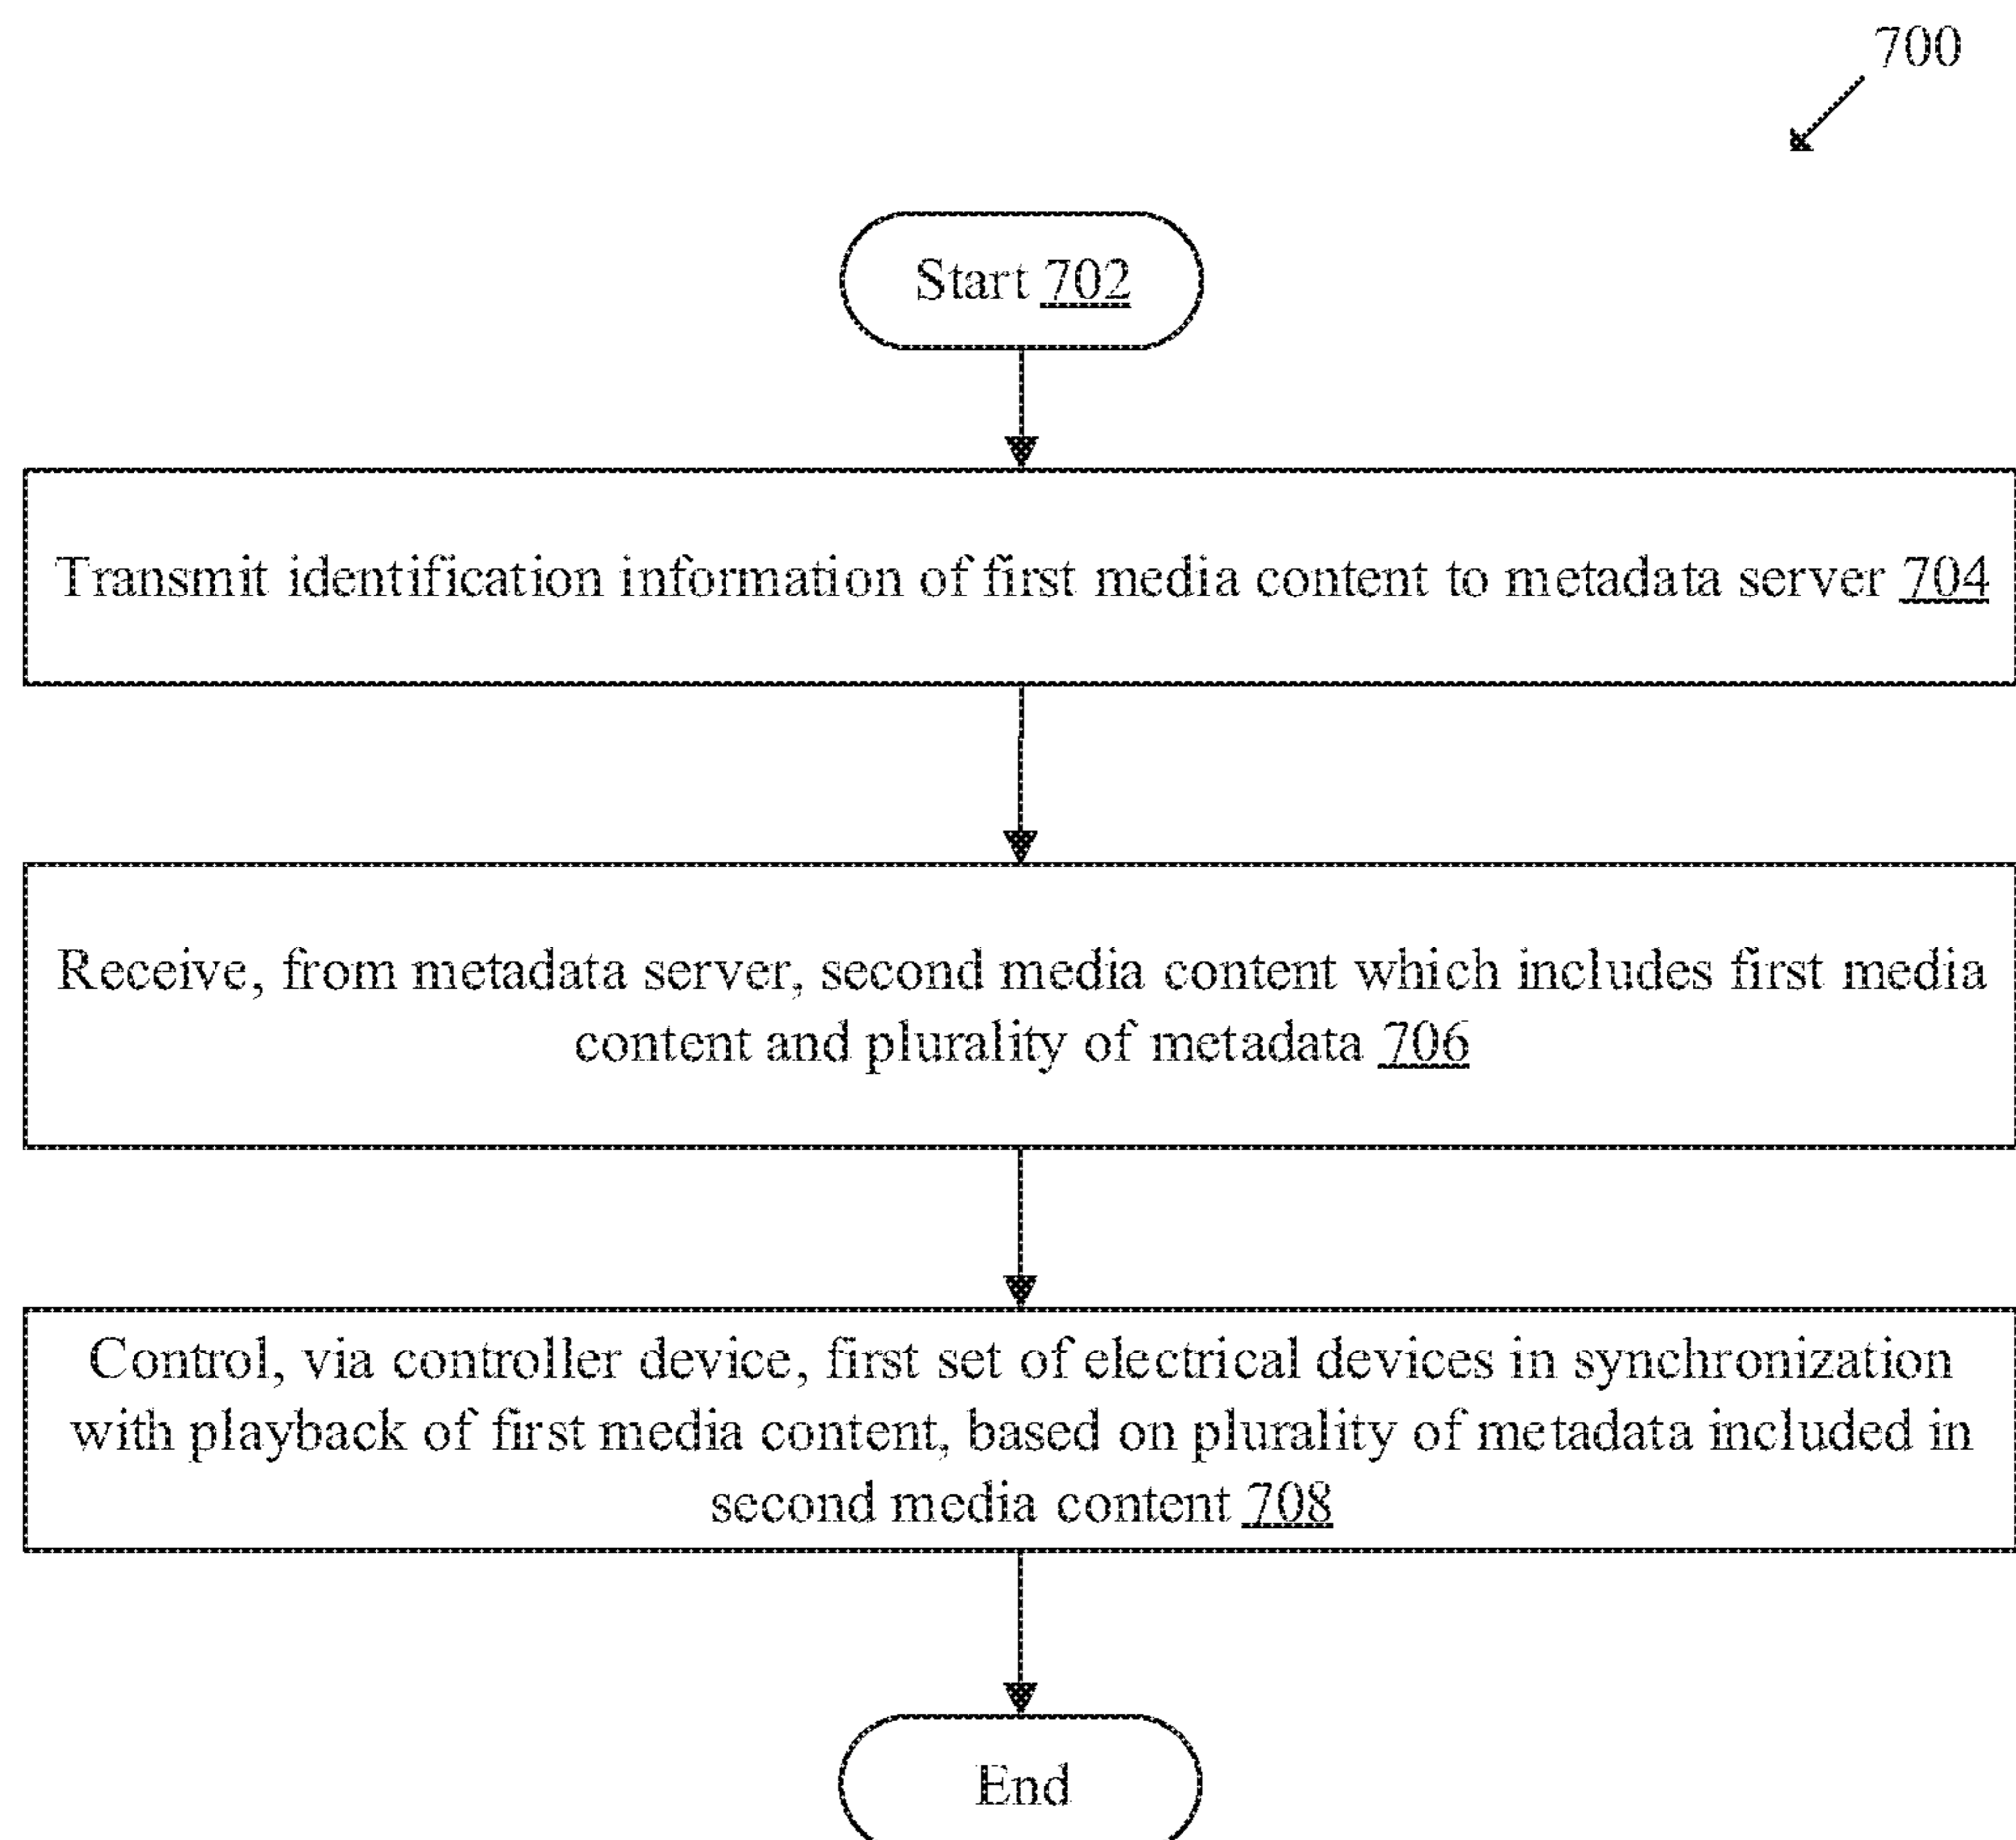 700
Start 702
Transmit identification information of first media content to metadata server 704
Receive, from metadata server, second media content which includes first media
content and plurality of metadata 706
Control, via controller device, first set of electrical devices in synchronization
with playback of first media content, based on plurality of metadata included in
second media content 708
End